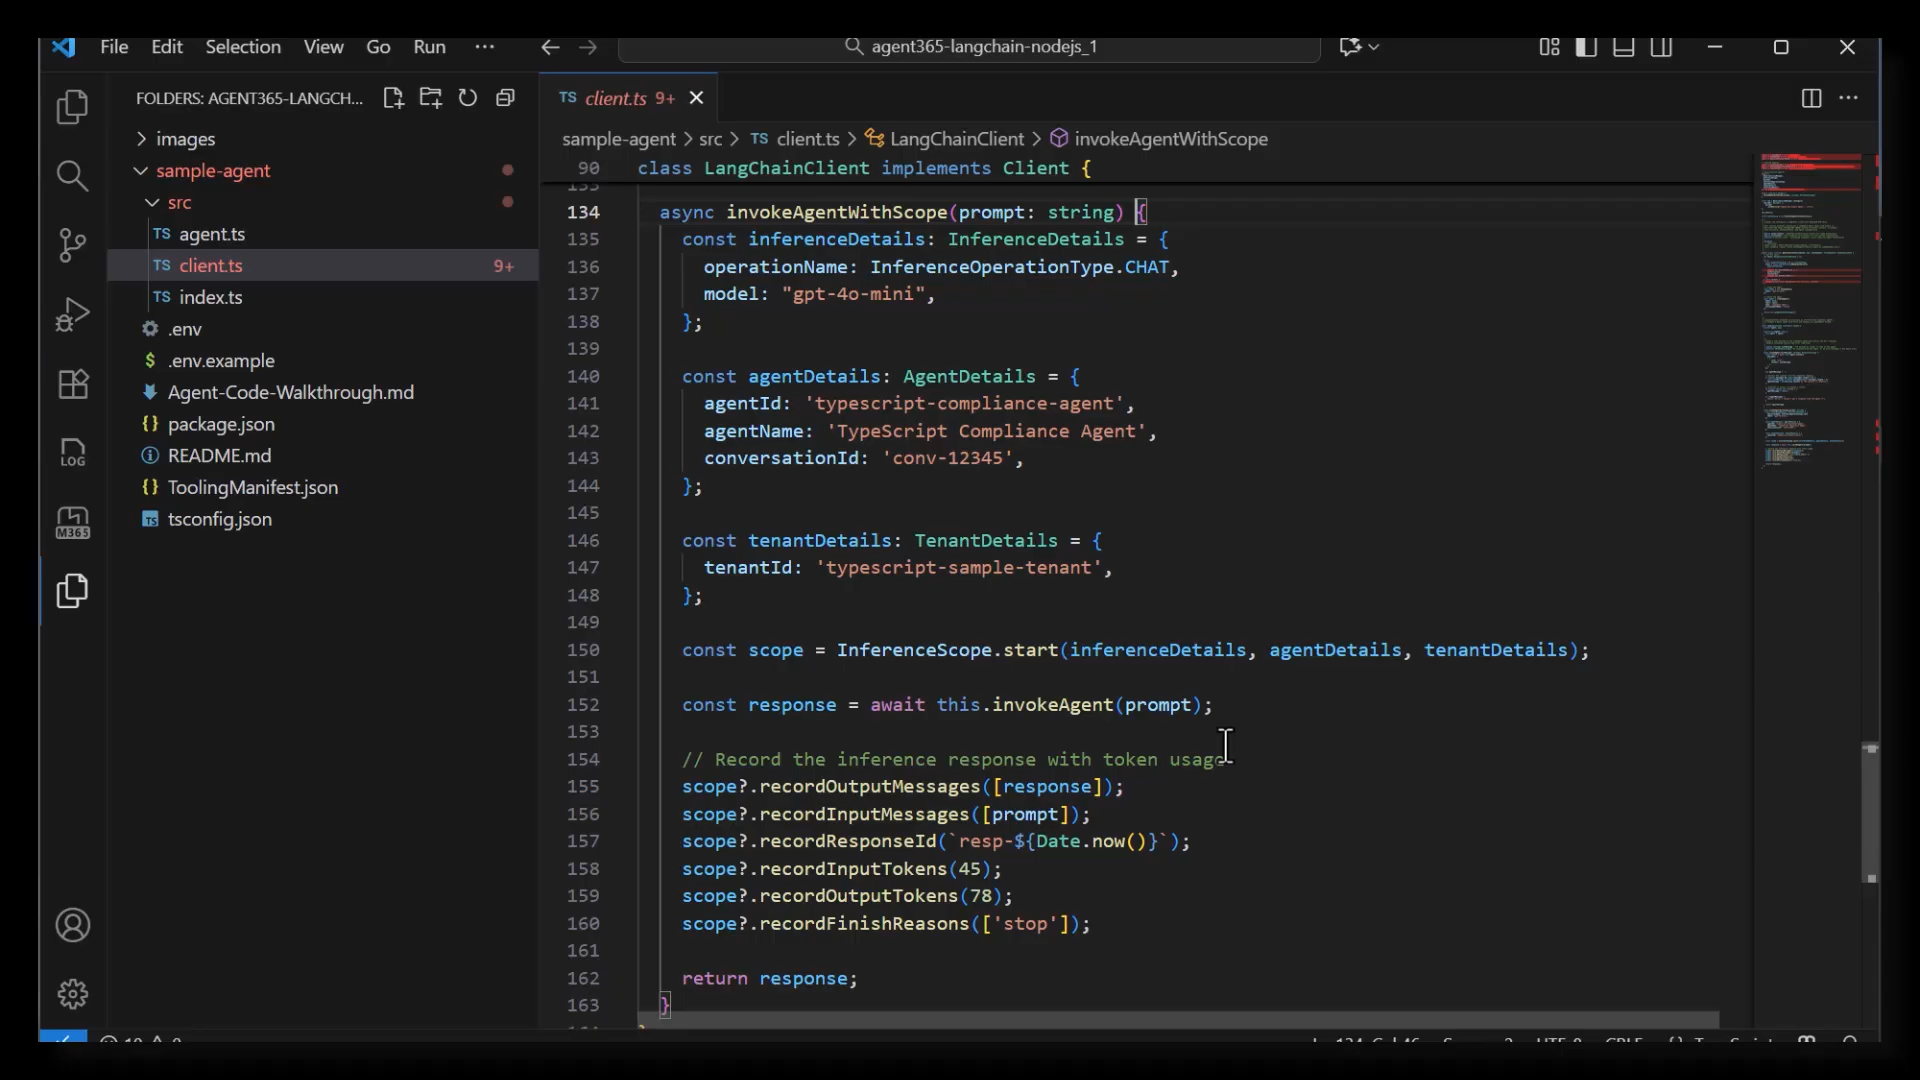 File Edit Selection View Go Run ··· agent365-langchain-nodejs_1
FOLDERS: AGENT365-LANGCH...
images
sample-agent
src
TS agent.ts
TS client.ts 9+
TS index.ts
.env
$ .env.example
Agent-Code-Walkthrough.md
{} package.json
README.md
{} ToolingManifest.json
TS tsconfig.json
LOG
M365
TS client.ts 9+
sample-agent > src > TS client.ts > LangChainClient > invokeAgentWithScope
90 class LangChainClient implements Client {
133
134 async invokeAgentWithScope(prompt: string) {
135 const inferenceDetails: InferenceDetails = {
136 operationName: InferenceOperationType.CHAT,
137 model: "gpt-4o-mini",
138 };
139
140 const agentDetails: AgentDetails = {
141 agentId: 'typescript-compliance-agent',
142 agentName: 'TypeScript Compliance Agent',
143 conversationId: 'conv-12345',
144 };
145
146 const tenantDetails: TenantDetails = {
147 tenantId: 'typescript-sample-tenant',
148 };
149
150 const scope = InferenceScope.start(inferenceDetails, agentDetails, tenantDetails);
151
152 const response = await this.invokeAgent(prompt);
153
154 // Record the inference response with token usage
155 scope?.recordOutputMessages([response]);
156 scope?.recordInputMessages([prompt]);
157 scope?.recordResponseId(`resp-${Date.now()}`);
158 scope?.recordInputTokens(45);
159 scope?.recordOutputTokens(78);
160 scope?.recordFinishReasons(['stop']);
161
162 return response;
163 }